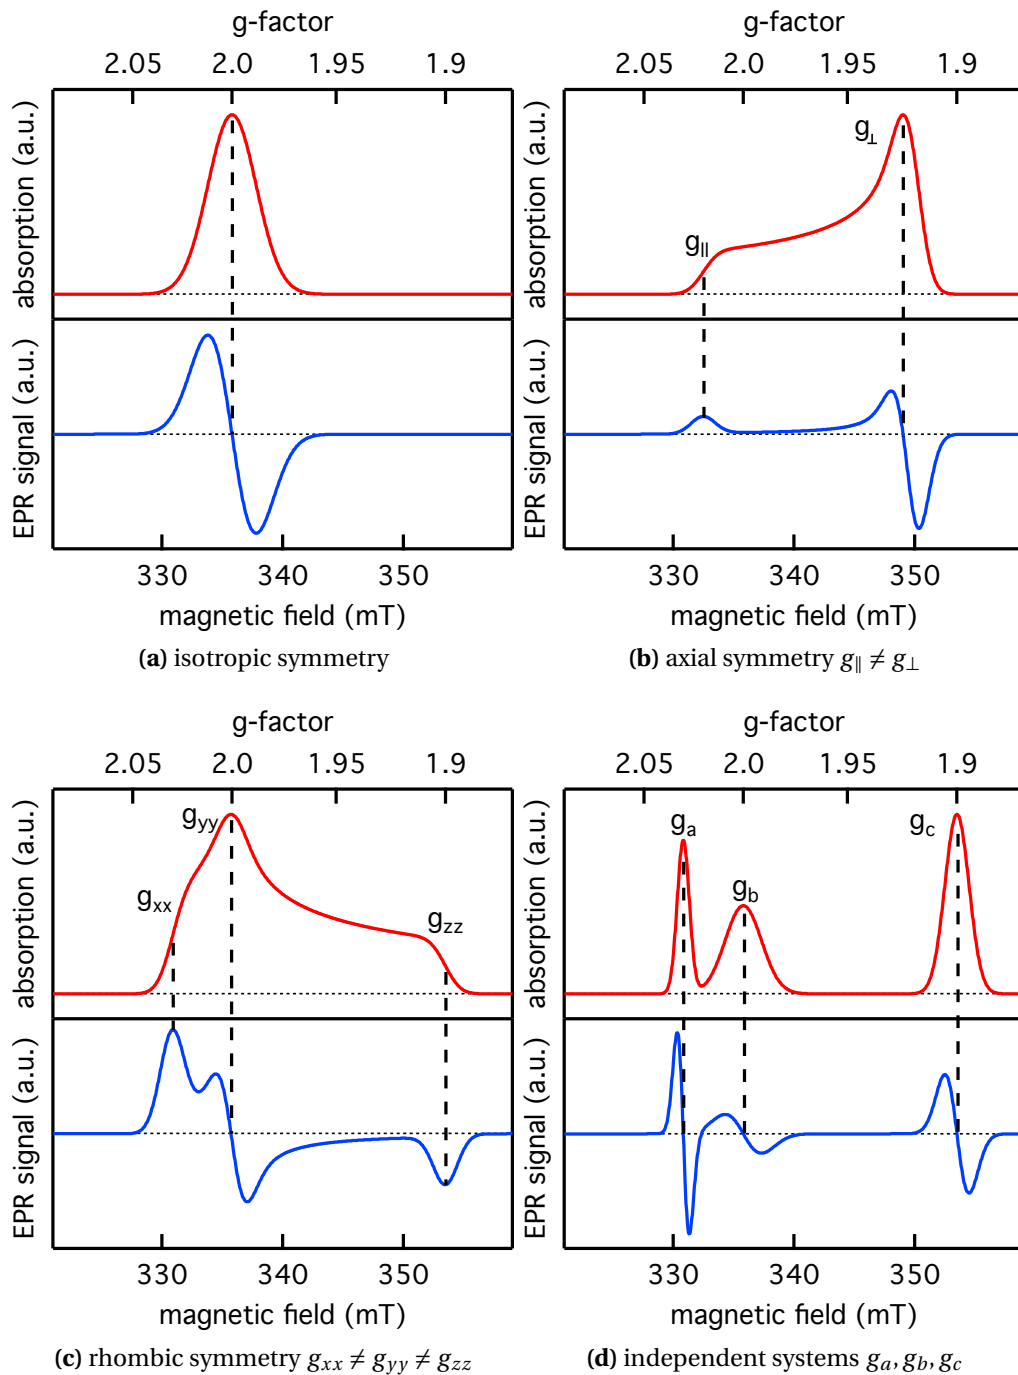 g-factor
2.05 2.0 1.95 1.9
absorption (a.u.)
EPR signal (a.u.)
330 340 350
magnetic field (mT)
(a) isotropic symmetry
g-factor
2.05 2.0 1.95 1.9
absorption (a.u.)
g⊥
g||
EPR signal (a.u.)
330 340 350
magnetic field (mT)
(b) axial symmetry g∥ ≠ g⊥
g-factor
2.05 2.0 1.95 1.9
absorption (a.u.)
gyy
gxx
gzz
EPR signal (a.u.)
330 340 350
magnetic field (mT)
(c) rhombic symmetry gxx ≠ gyy ≠ gzz
g-factor
2.05 2.0 1.95 1.9
absorption (a.u.)
ga
gc
gb
EPR signal (a.u.)
330 340 350
magnetic field (mT)
(d) independent systems ga, gb, gc